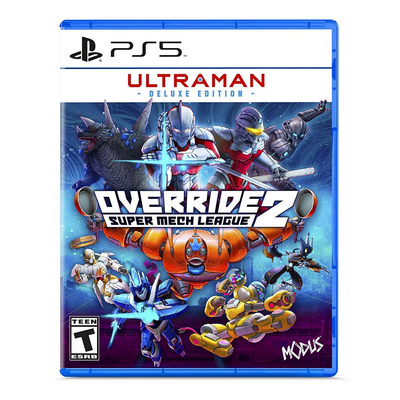 PS5
ULTRAMAN
- DELUXE EDITION -
OVERRIDE 2
SUPER MECH LEAGUE
TEEN
T
ESRB
MODUS